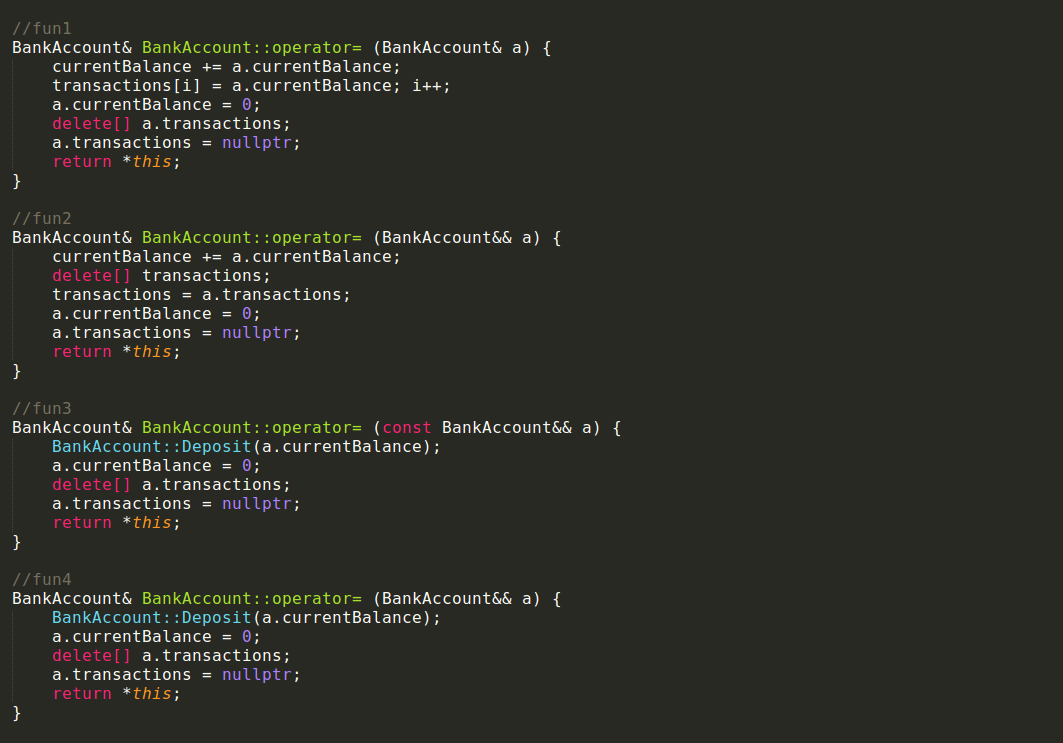 //fun1
BankAccount& BankAccount::operator= (BankAccount& a) {
    currentBalance += a.currentBalance;
    transactions[i] = a.currentBalance; i++;
    a.currentBalance = 0;
    delete[] a.transactions;
    a.transactions = nullptr;
    return *this;
}

//fun2
BankAccount& BankAccount::operator= (BankAccount&& a) {
    currentBalance += a.currentBalance;
    delete[] transactions;
    transactions = a.transactions;
    a.currentBalance = 0;
    a.transactions = nullptr;
    return *this;
}

//fun3
BankAccount& BankAccount::operator= (const BankAccount&& a) {
    BankAccount::Deposit(a.currentBalance);
    a.currentBalance = 0;
    delete[] a.transactions;
    a.transactions = nullptr;
    return *this;
}

//fun4
BankAccount& BankAccount::operator= (BankAccount&& a) {
    BankAccount::Deposit(a.currentBalance);
    a.currentBalance = 0;
    delete[] a.transactions;
    a.transactions = nullptr;
    return *this;
}